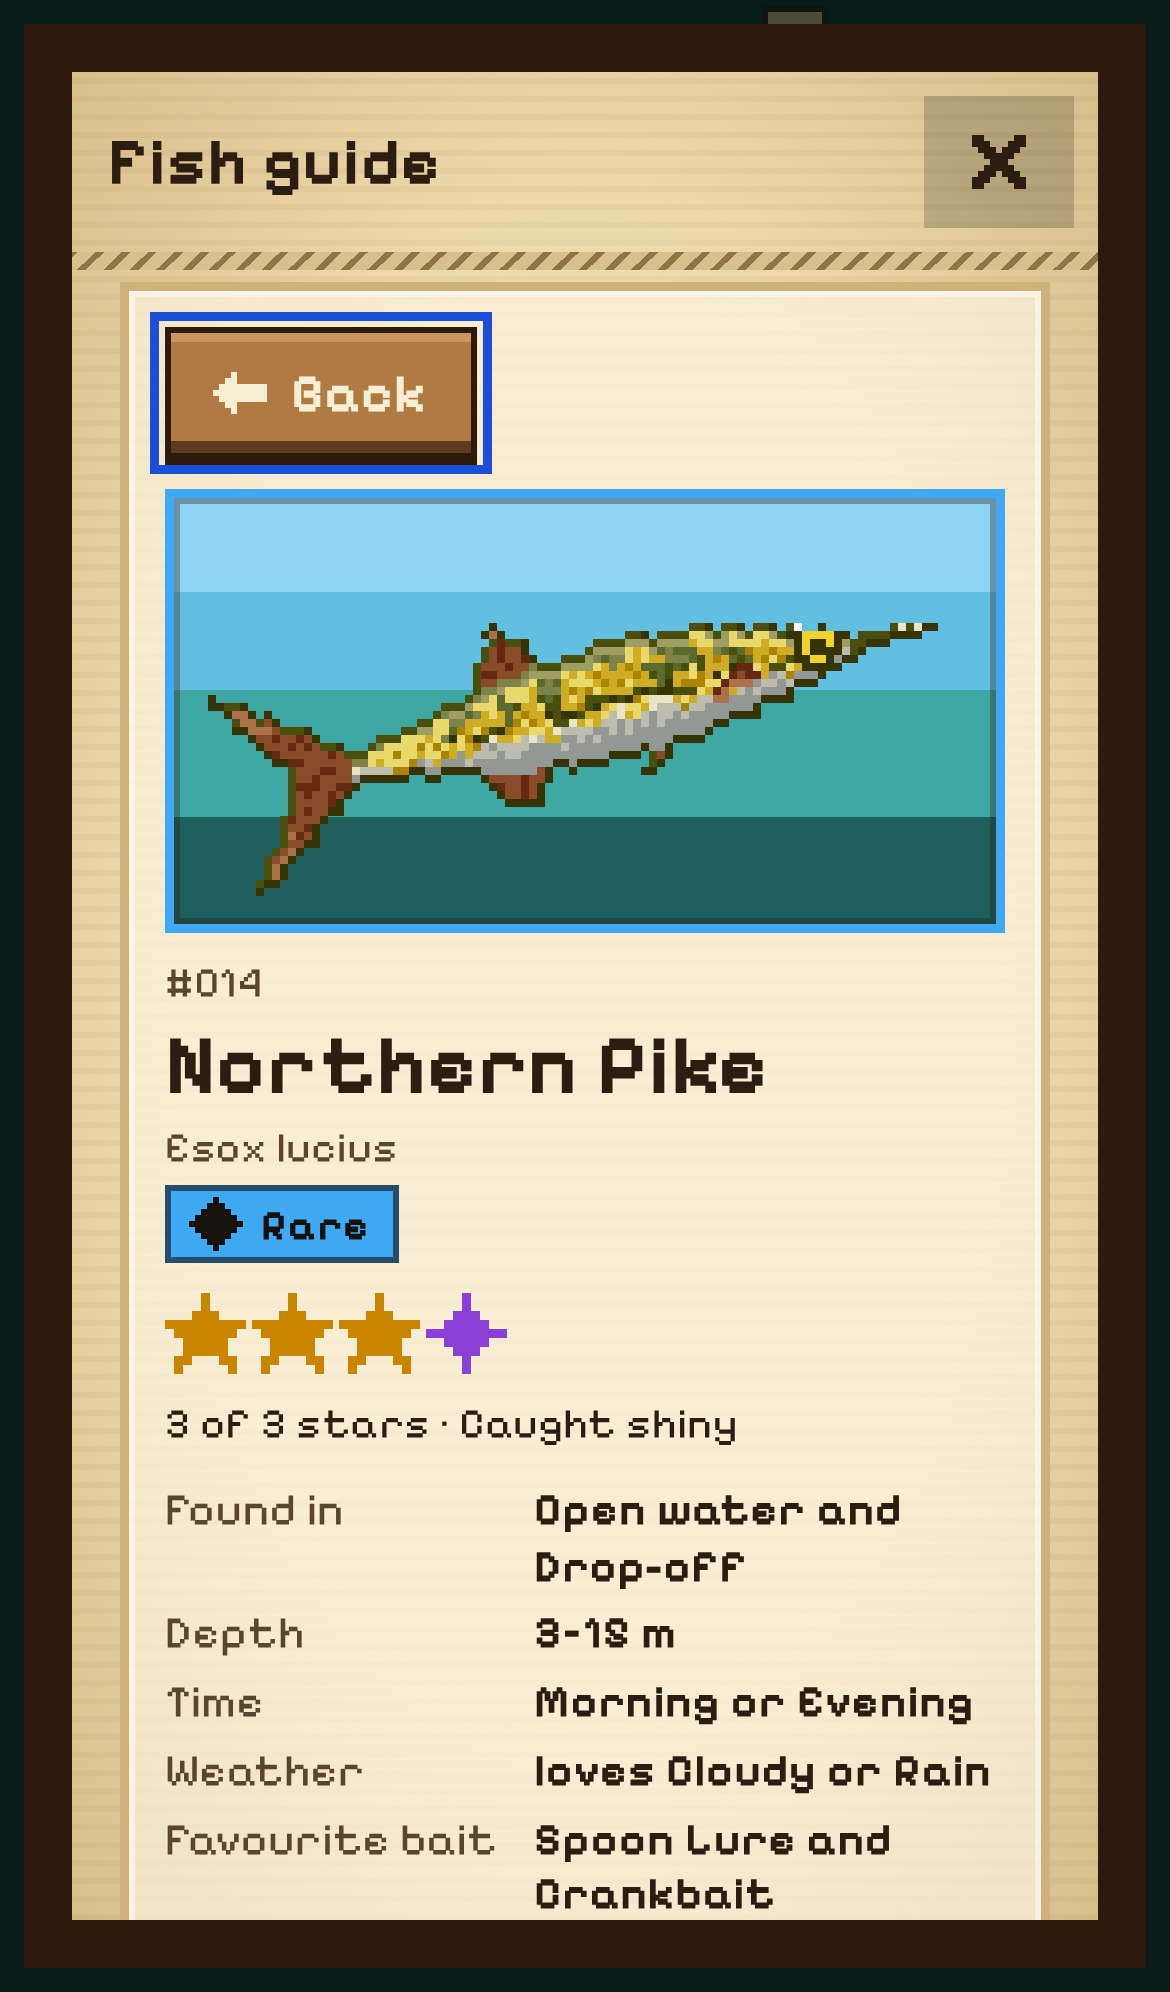 Fish guide
Back
#014
Northern Pike
Esox lucius
Rare
3 of 3 stars · Caught shiny
Found in
Open water and
Drop-off
Depth
3-18 m
Time
Morning or Evening
Weather
loves Cloudy or Rain
Favourite bait
Spoon Lure and
Crankbait